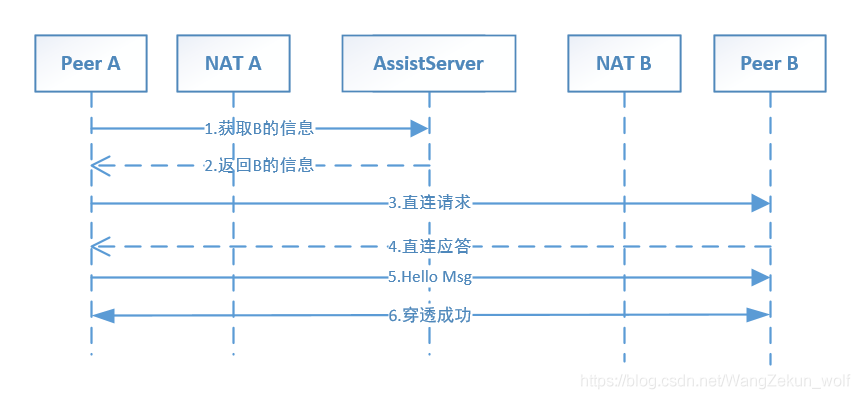 Peer A
NAT A
AssistServer
NAT B
Peer B
1.获取B的信息
2.返回B的信息
3.直连请求
4.直连应答
5.Hello Msg
6.穿透成功
https://blog.csdn.net/WangZekun_wolf